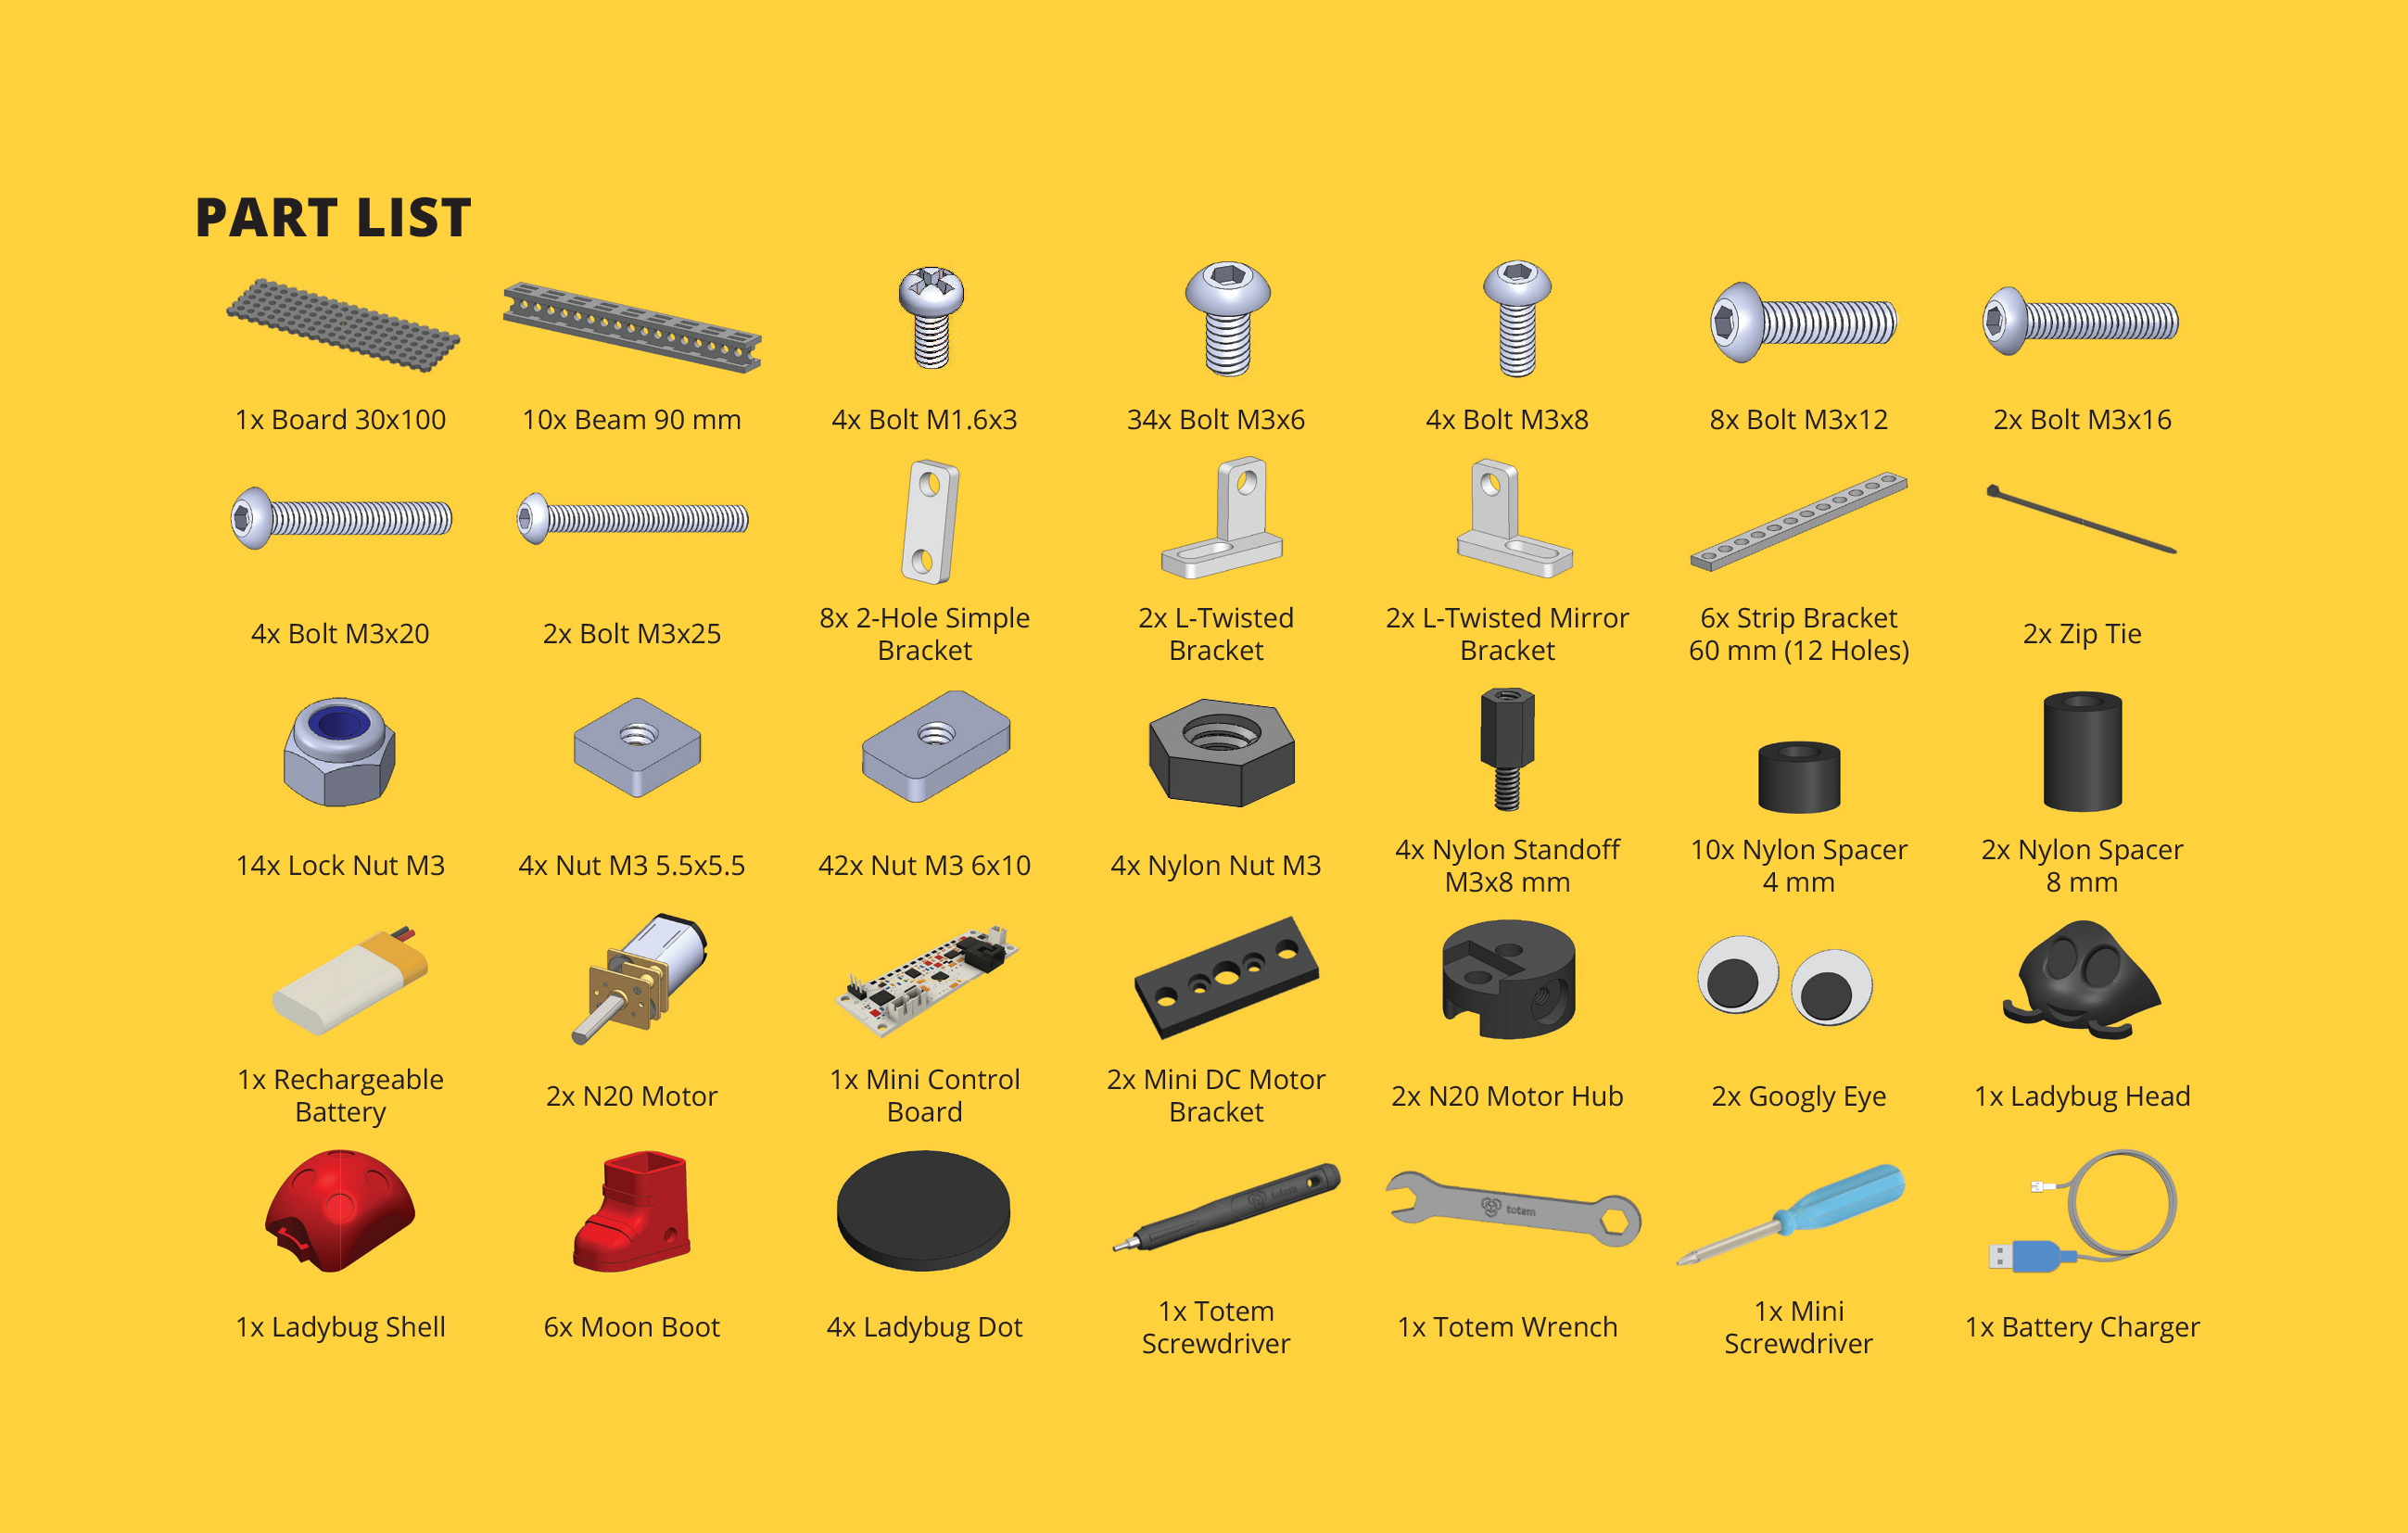 PART LIST
1x Board 30x100
10x Beam 90 mm
4x Bolt M1.6x3
34x Bolt M3x6
4x Bolt M3x8
8x Bolt M3x12
2x Bolt M3x16
4x Bolt M3x20
2x Bolt M3x25
8x 2-Hole Simple
Bracket
2x L-Twisted
Bracket
2x L-Twisted Mirror
Bracket
6x Strip Bracket
60 mm (12 Holes)
2x Zip Tie
14x Lock Nut M3
4x Nut M3 5.5x5.5
42x Nut M3 6x10
4x Nylon Nut M3
4x Nylon Standoff
M3x8 mm
10x Nylon Spacer
4 mm
2x Nylon Spacer
8 mm
1x Rechargeable
Battery
2x N20 Motor
1x Mini Control
Board
2x Mini DC Motor
Bracket
2x N20 Motor Hub
2x Googly Eye
1x Ladybug Head
totem
totem
1x Ladybug Shell
6x Moon Boot
4x Ladybug Dot
1x Totem
Screwdriver
1x Totem Wrench
1x Mini
Screwdriver
1x Battery Charger